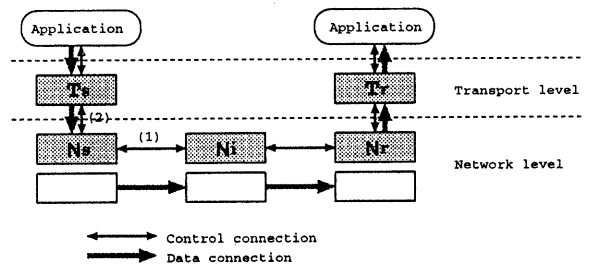 Application
Application
Ts
Tr
Transport level
(2)
(1)
Ns
Ni
Nr
Network level
Control connection
Data connection